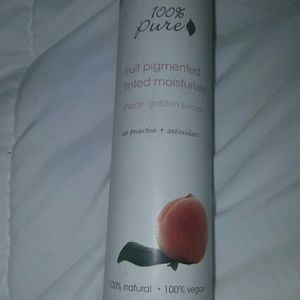 100%
pure
fruit pigmented
tinted moisturizer
shade: golden peach
sun protection + antioxidants
100% natural • 100% vegan